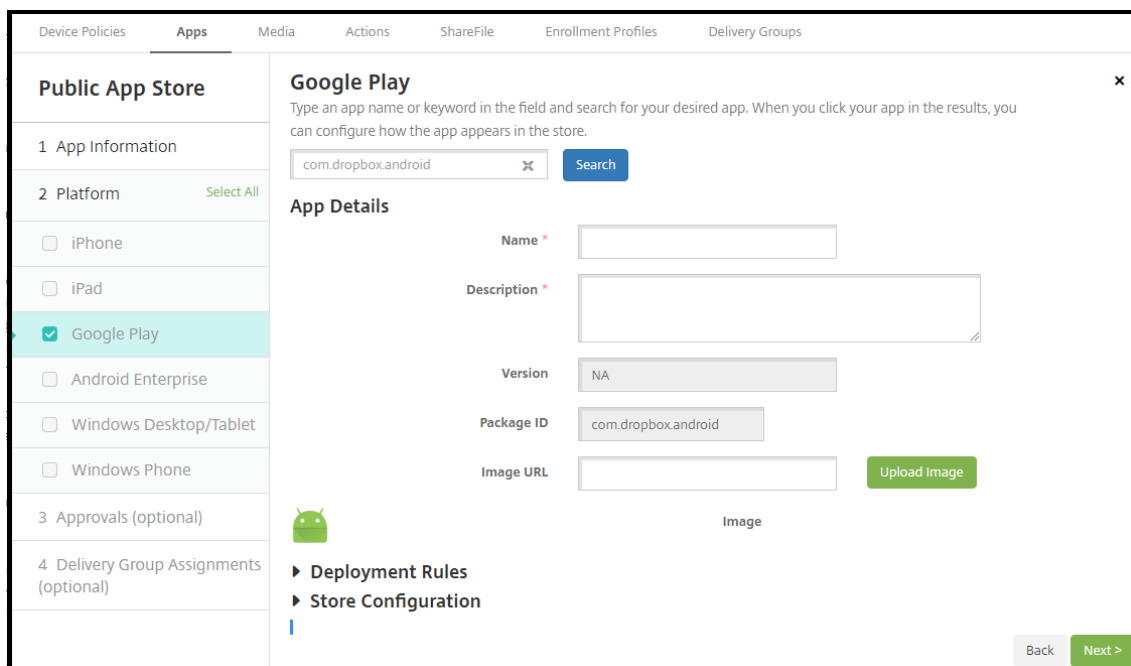 Device Policies Apps Media Actions ShareFile Enrollment Profiles Delivery Groups
Public App Store
1 App Information
2 Platform Select All
iPhone
iPad
Google Play
Android Enterprise
Windows Desktop/Tablet
Windows Phone
3 Approvals (optional)
4 Delivery Group Assignments
(optional)
Google Play
Type an app name or keyword in the field and search for your desired app. When you click your app in the results, you
can configure how the app appears in the store.
com.dropbox.android Search
App Details
Name *
Description *
Version NA
Package ID com.dropbox.android
Image URL Upload Image
Image
Deployment Rules
Store Configuration
Back Next >